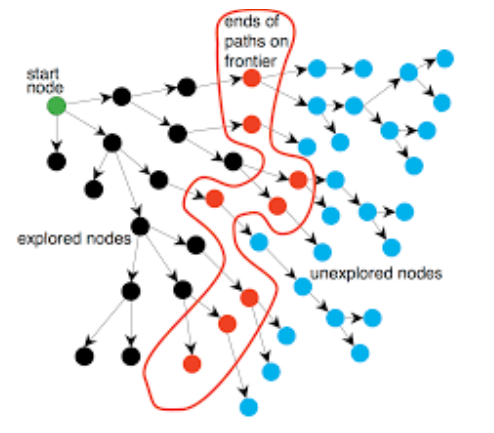 ends of
paths on
frontier
start
node
explored nodes
unexplored nodes